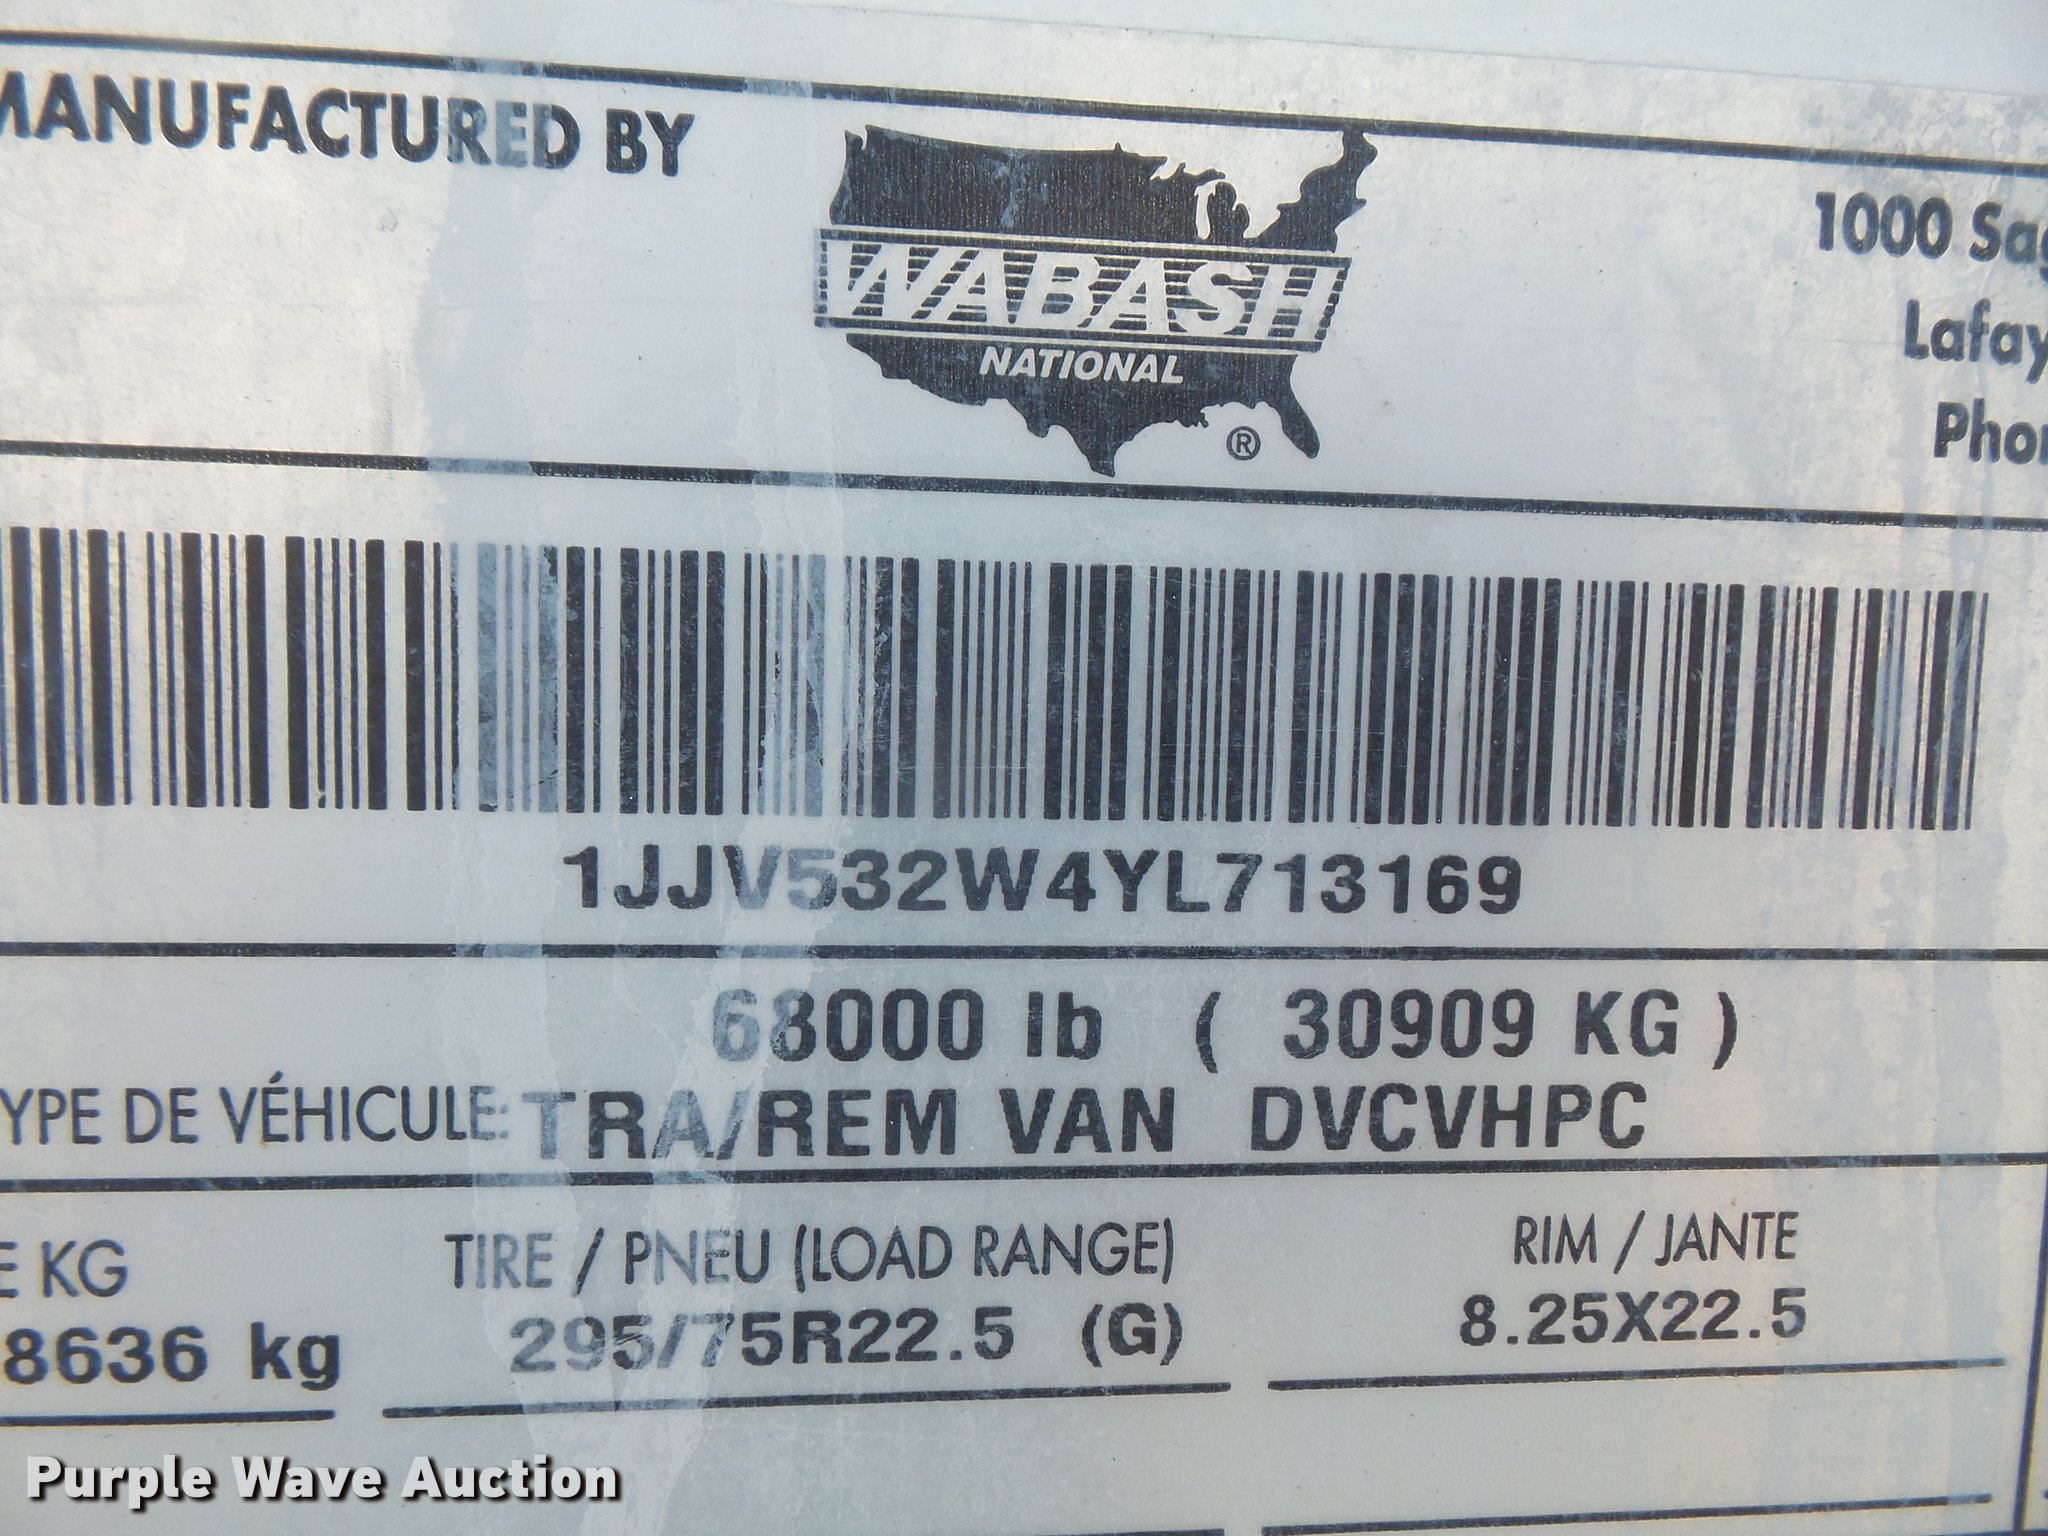 MANUFACTURED BY
WABASH
NATIONAL
®
1000
Lafay
Phon
1JJV532W4YL713169
68000 lb ( 30909 KG )
YPE DE VÉHICULE: TRA/REM VAN DVCVHPC
E KG
TIRE / PNEU (LOAD RANGE)
RIM / JANTE
8636 kg
295/75R22.5 (G)
8.25X22.5
Purple Wave Auction